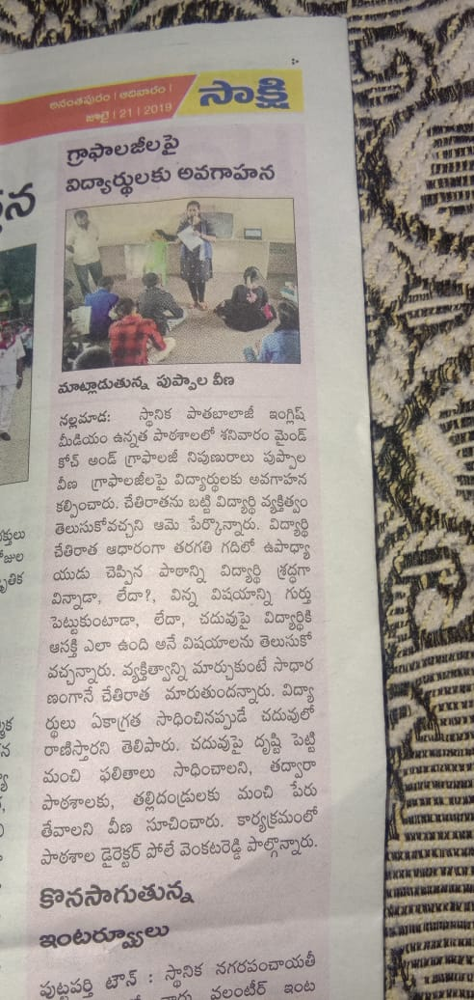 అనంతపురం | ఆదివారం |
జూలై | 21 | 2019
సాక్షి
గ్రాఫాలజీలపై
విద్యార్థులకు అవగాహన
మాట్లాడుతున్న పుప్పాల వీణ
నల్లమాడ: స్థానిక పాతబాలాజీ ఇంగ్లిష్
మీడియం ఉన్నత పాఠశాలలో శనివారం మైండ్
కోచ్ అండ్ గ్రాఫాలజీ నిపుణురాలు పుప్పాల
వీణ గ్రాఫాలజీలపై విద్యార్థులకు అవగాహన
కల్పించారు. చేతిరాతను బట్టి విద్యార్థి వ్యక్తిత్వం
తెలుసుకోవచ్చని ఆమె పేర్కొన్నారు. విద్యార్థి
చేతిరాత ఆధారంగా తరగతి గదిలో ఉపాధ్యా
యుడు చెప్పిన పాఠాన్ని విద్యార్థి శ్రద్ధగా
విన్నాడా, లేదా?, విన్న విషయాన్ని గుర్తు
పెట్టుకుంటాడా, లేదా, చదువుపై విద్యార్థికి
ఆసక్తి ఎలా ఉంది అనే విషయాలను తెలుసుకో
వచ్చన్నారు. వ్యక్తిత్వాన్ని మార్చుకుంటే సాధార
ణంగానే చేతిరాత మారుతుందన్నారు. విద్యా
ర్థులు ఏకాగ్రత సాధించినప్పుడే చదువులో
రాణిస్తారని తెలిపారు. చదువుపై దృష్టి పెట్టి
మంచి ఫలితాలు సాధించాలని, తద్వారా
పాఠశాలకు, తల్లిదండ్రులకు మంచి పేరు
తేవాలని వీణ సూచించారు. కార్యక్రమంలో
పాఠశాల డైరెక్టర్ పోలే వెంకటరెడ్డి పాల్గొన్నారు.
కొనసాగుతున్న
ఇంటర్వ్యూలు
పుట్టపర్తి టౌన్ : స్థానిక నగరపంచాయతీ
వలంటీర్ ఇంట